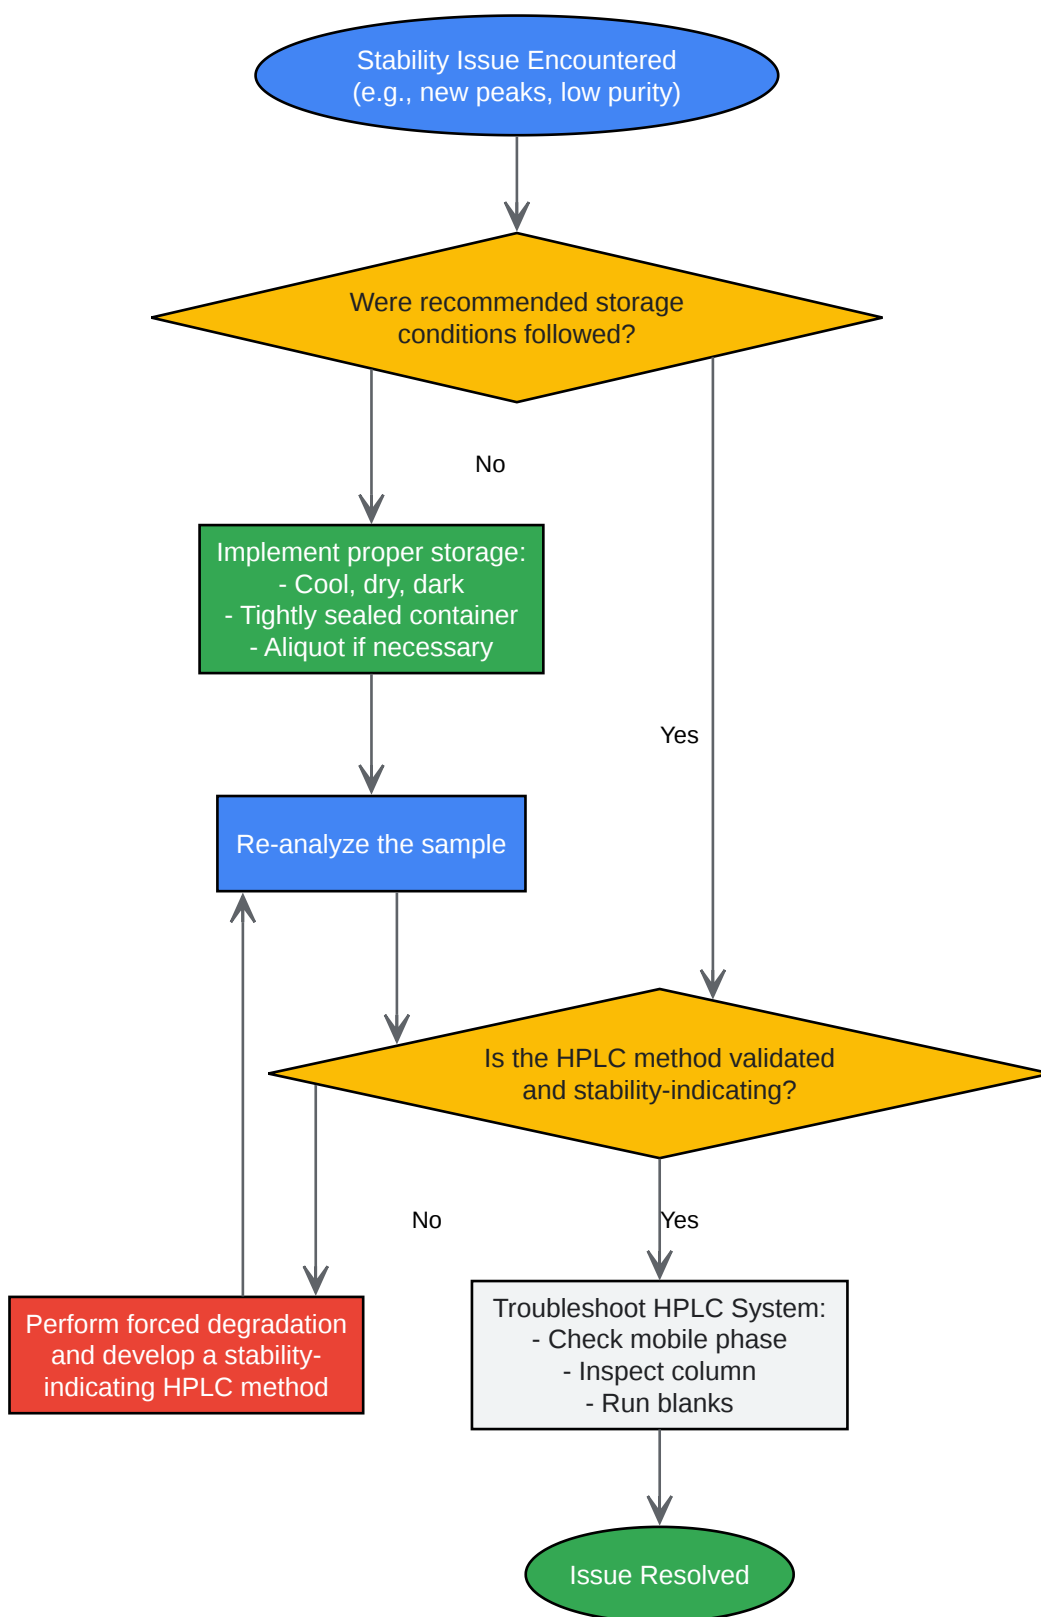 Stability Issue Encountered
(e.g., new peaks, low purity)
Were recommended storage
conditions followed?
No
Implement proper storage:
- Cool, dry, dark
- Tightly sealed container
- Aliquot if necessary
Yes
Re-analyze the sample
Is the HPLC method validated
and stability-indicating?
No
Yes
Perform forced degradation
and develop a stability-
indicating HPLC method
Troubleshoot HPLC System:
- Check mobile phase
- Inspect column
- Run blanks
Issue Resolved